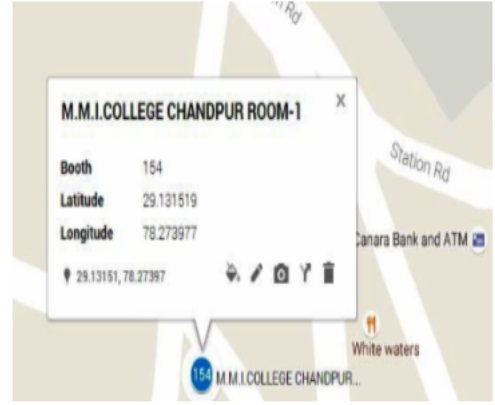 Rd
M.M.I.COLLEGE CHANDPUR ROOM-1
X
Booth 154
Latitude 29.131519
Longitude 78.273977
29.13151, 78.27397
Station Rd
Canara Bank and ATM
White waters
154 M.M.I.COLLEGE CHANDPUR...